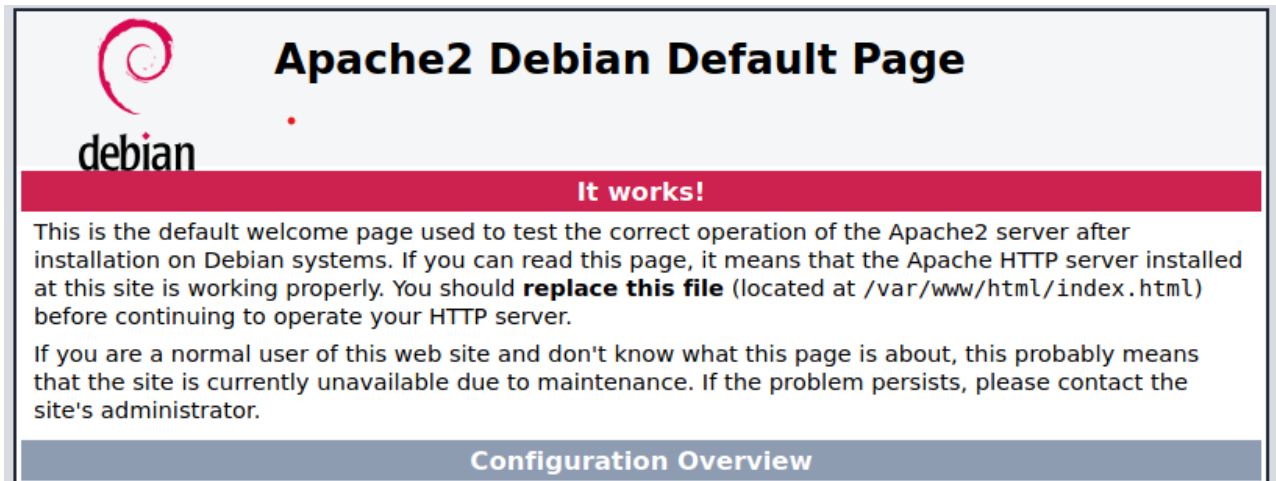 debian
Apache2 Debian Default Page
It works!
This is the default welcome page used to test the correct operation of the Apache2 server after
installation on Debian systems. If you can read this page, it means that the Apache HTTP server installed
at this site is working properly. You should replace this file (located at /var/www/html/index.html)
before continuing to operate your HTTP server.
If you are a normal user of this web site and don't know what this page is about, this probably means
that the site is currently unavailable due to maintenance. If the problem persists, please contact the
site's administrator.
Configuration Overview